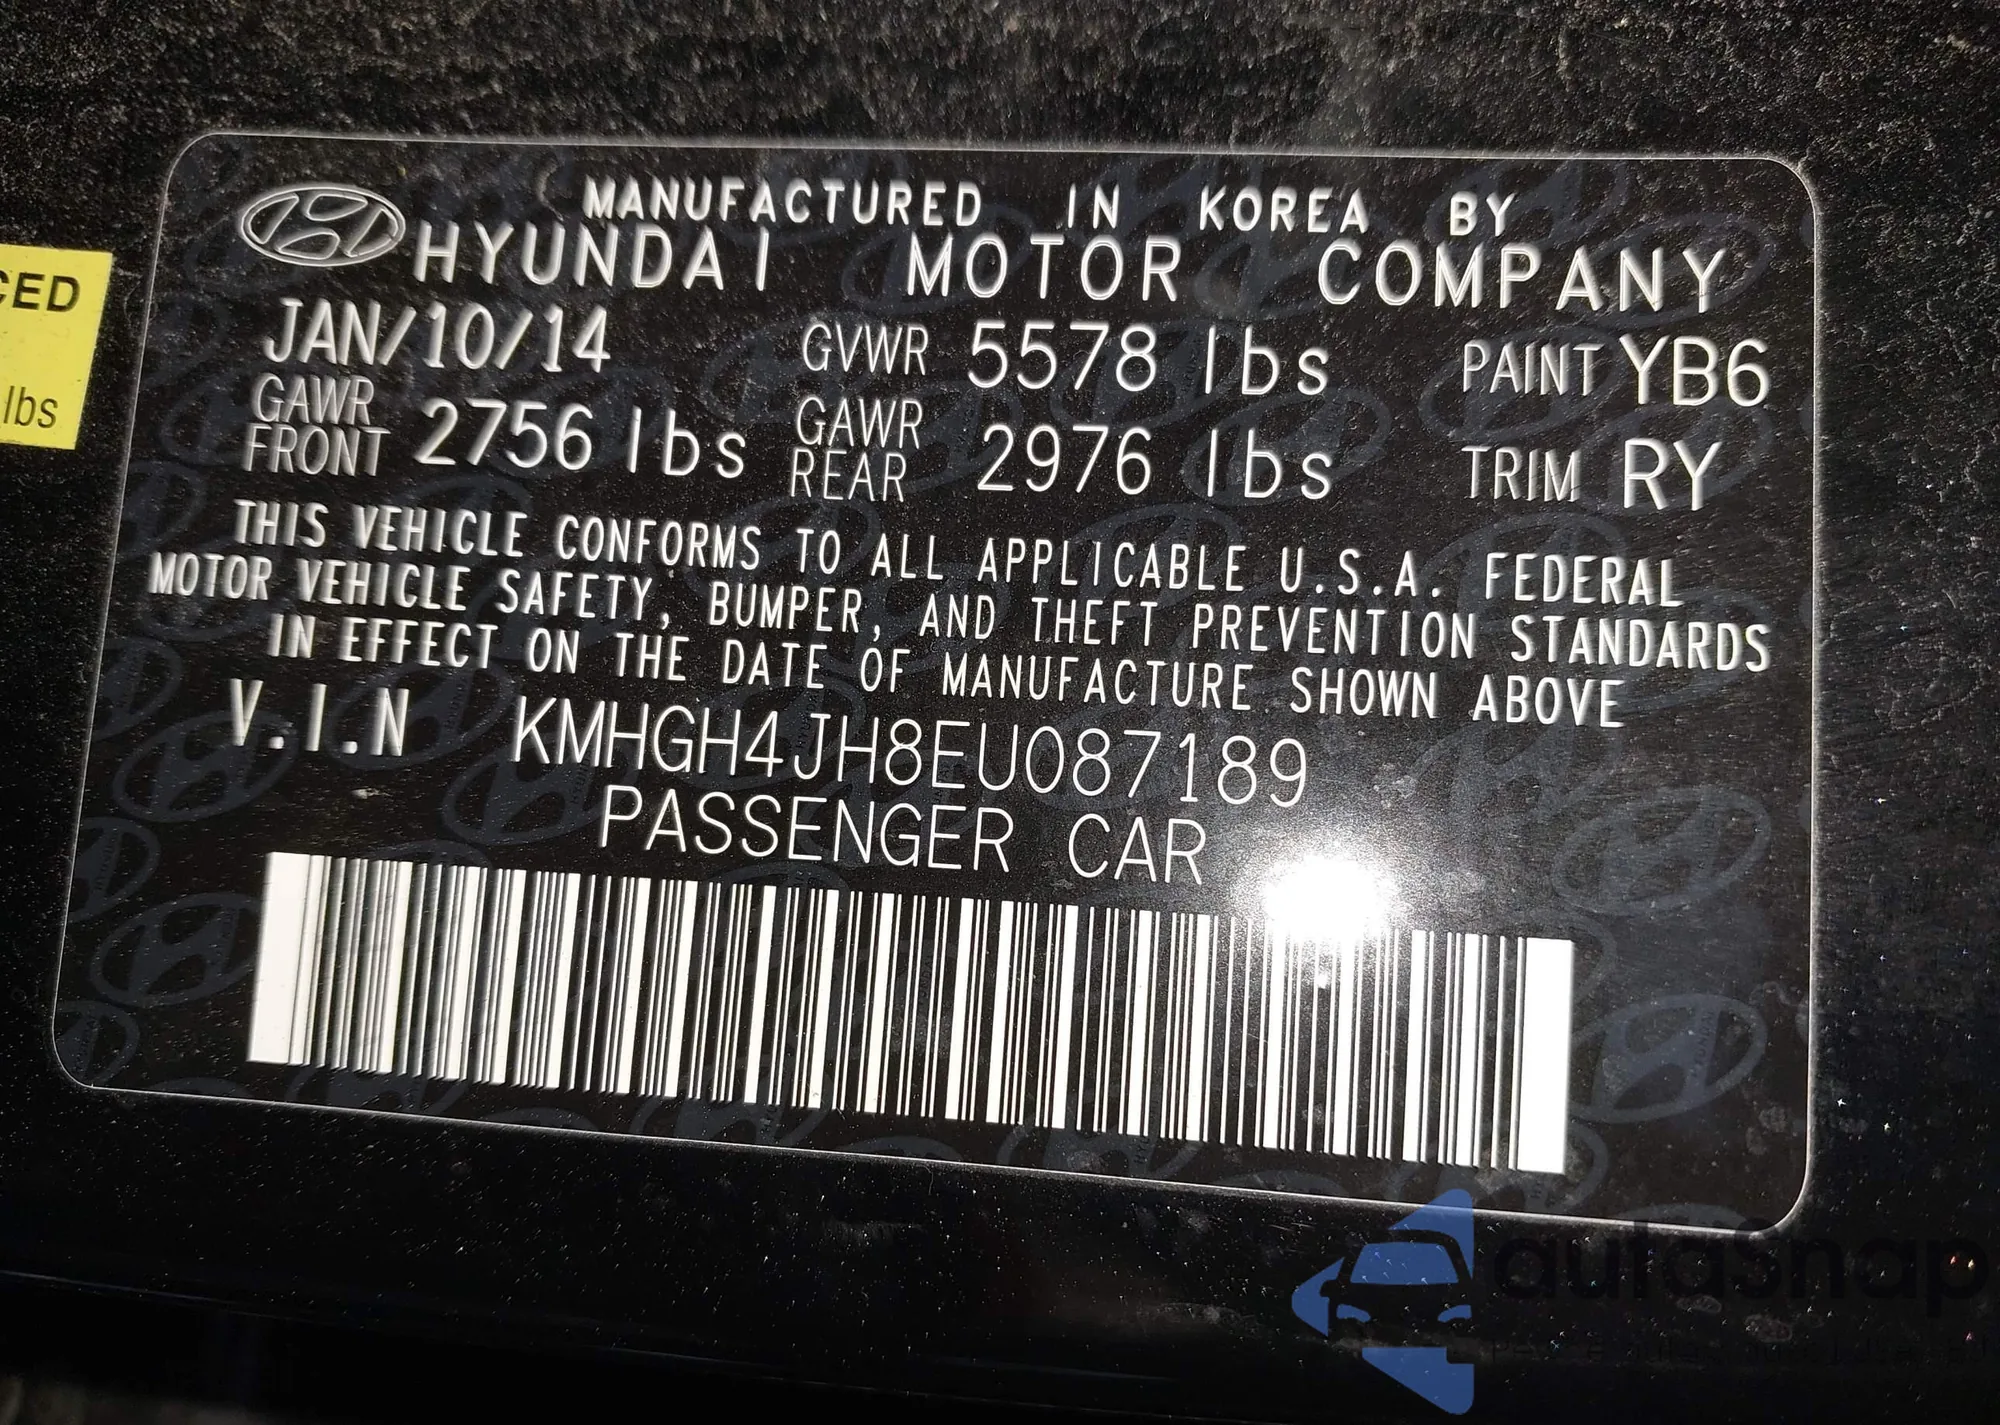 CED
lbs
MANUFACTURED IN KOREA BY
HYUNDAI MOTOR COMPANY
JAN/10/14 GVWR 5578 lbs PAINT YB6
GAWR FRONT 2756 lbs GAWR REAR 2976 lbs TRIM RY
THIS VEHICLE CONFORMS TO ALL APPLICABLE U.S.A. FEDERAL
MOTOR VEHICLE SAFETY, BUMPER, AND THEFT PREVENTION STANDARDS
IN EFFECT ON THE DATE OF MANUFACTURE SHOWN ABOVE
V.I.N KMHGH4JH8EU087189
PASSENGER CAR
autosnap